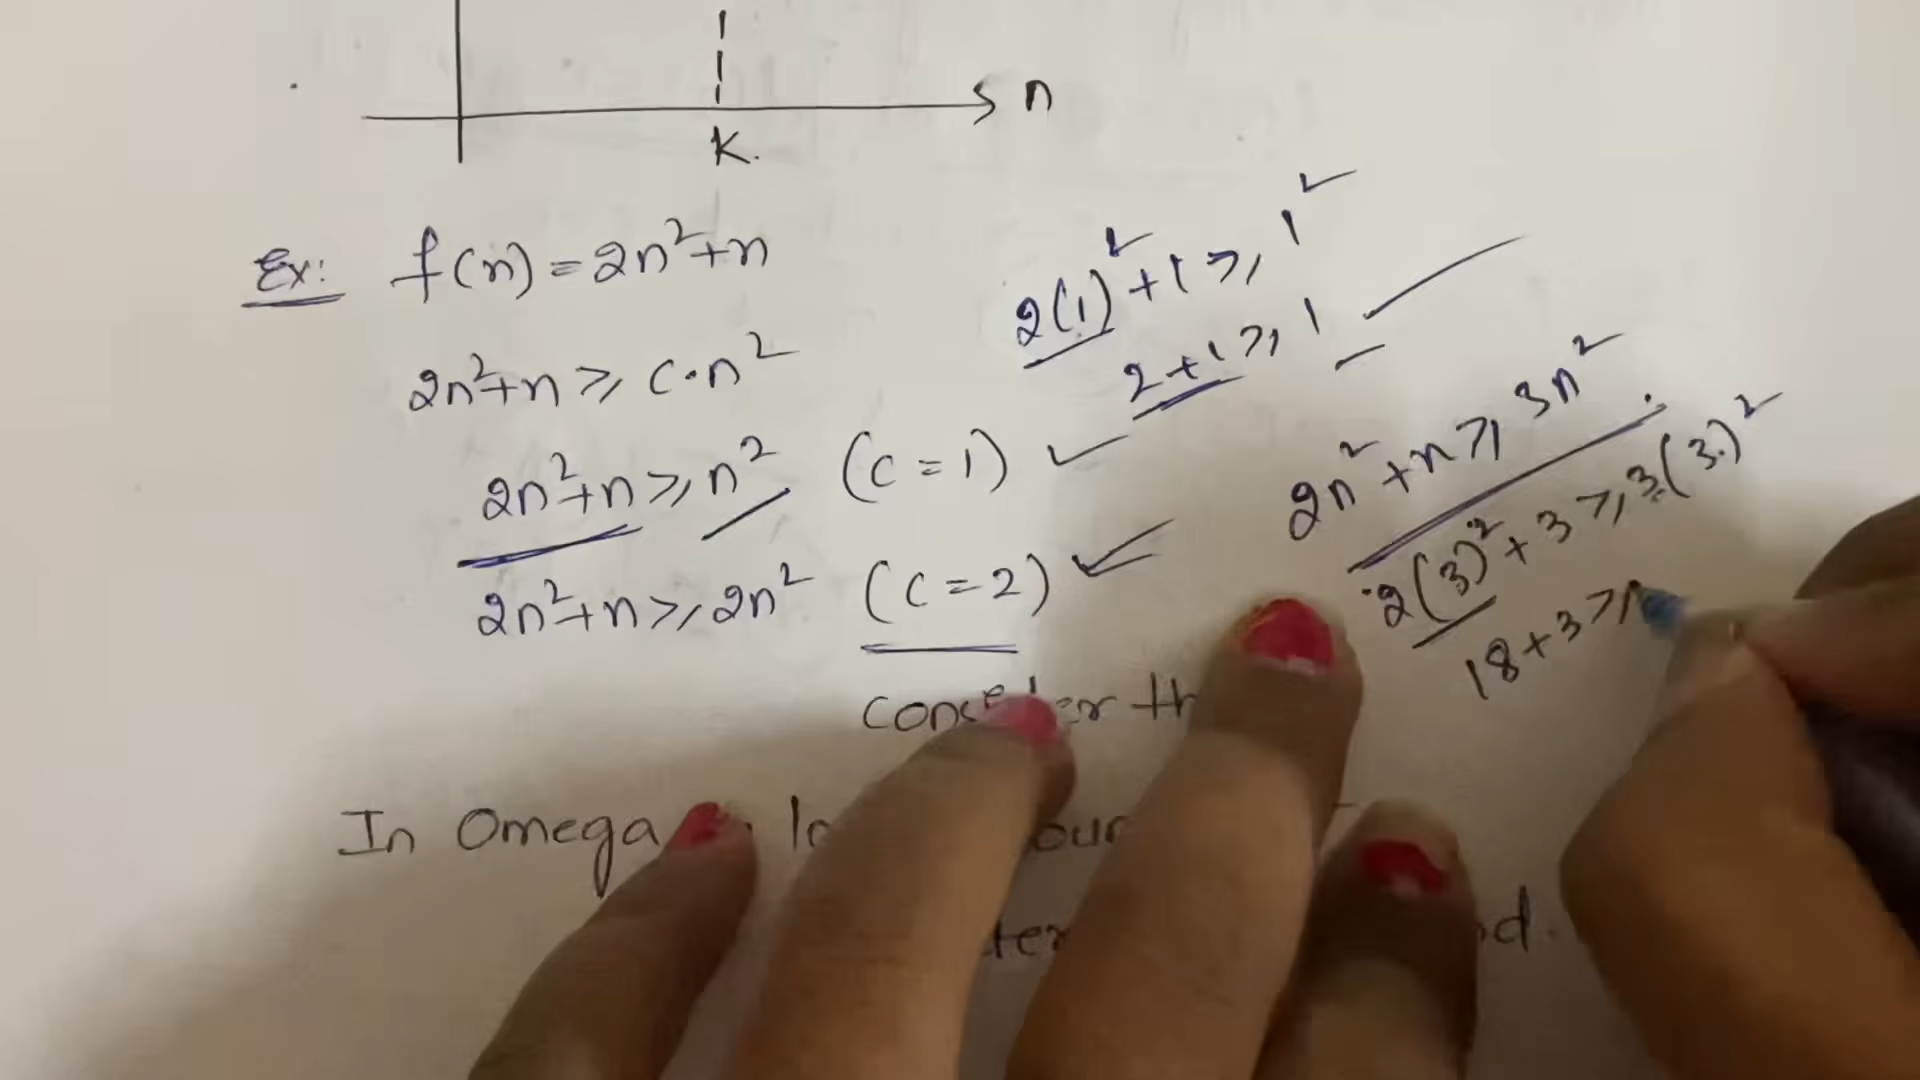 n
K.
Ex: f(n)=2n²+n
2n²+n ≥ c·n²
2n²+n ≥ n² (c=1) ✓
2n²+n ≥ 2n² (c=2) ✓
2(1)²+1 ≥ 1²
2+1 ≥ 1
2n²+n ≥ 3n²
2(3)²+3 ≥ 3.(3)²
18+3 ≥
In Omega